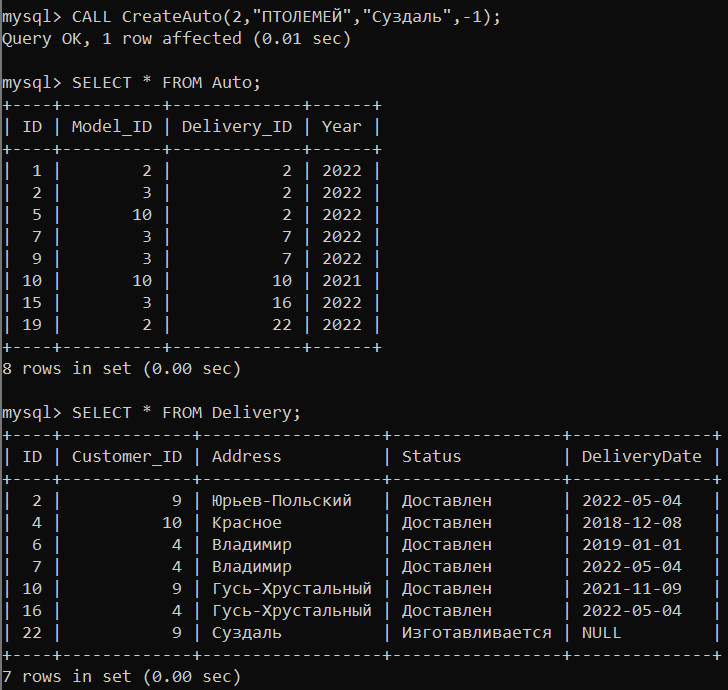 mysql> CALL CreateAuto(2,"ПТОЛЕМЕЙ","Суздаль",-1);
Query OK, 1 row affected (0.01 sec)
mysql> SELECT * FROM Auto;
+----+----------+-------------+------+
| ID | Model_ID | Delivery_ID | Year |
+----+----------+-------------+------+
|  1 |        2 |           2 | 2022 |
|  2 |        3 |           2 | 2022 |
|  5 |       10 |           2 | 2022 |
|  7 |        3 |           7 | 2022 |
|  9 |        3 |           7 | 2022 |
| 10 |       10 |          10 | 2021 |
| 15 |        3 |          16 | 2022 |
| 19 |        2 |          22 | 2022 |
+----+----------+-------------+------+
8 rows in set (0.00 sec)
mysql> SELECT * FROM Delivery;
+----+-------------+------------------+-----------------+--------------+
| ID | Customer_ID | Address          | Status          | DeliveryDate |
+----+-------------+------------------+-----------------+--------------+
|  2 |           9 | Юрьев-Польский   | Доставлен       | 2022-05-04   |
|  4 |          10 | Красное          | Доставлен       | 2018-12-08   |
|  6 |           4 | Владимир         | Доставлен       | 2019-01-01   |
|  7 |           4 | Владимир         | Доставлен       | 2022-05-04   |
| 10 |           9 | Гусь-Хрустальный | Доставлен       | 2021-11-09   |
| 16 |           4 | Гусь-Хрустальный | Доставлен       | 2022-05-04   |
| 22 |           9 | Суздаль          | Изготавливается | NULL         |
+----+-------------+------------------+-----------------+--------------+
7 rows in set (0.00 sec)